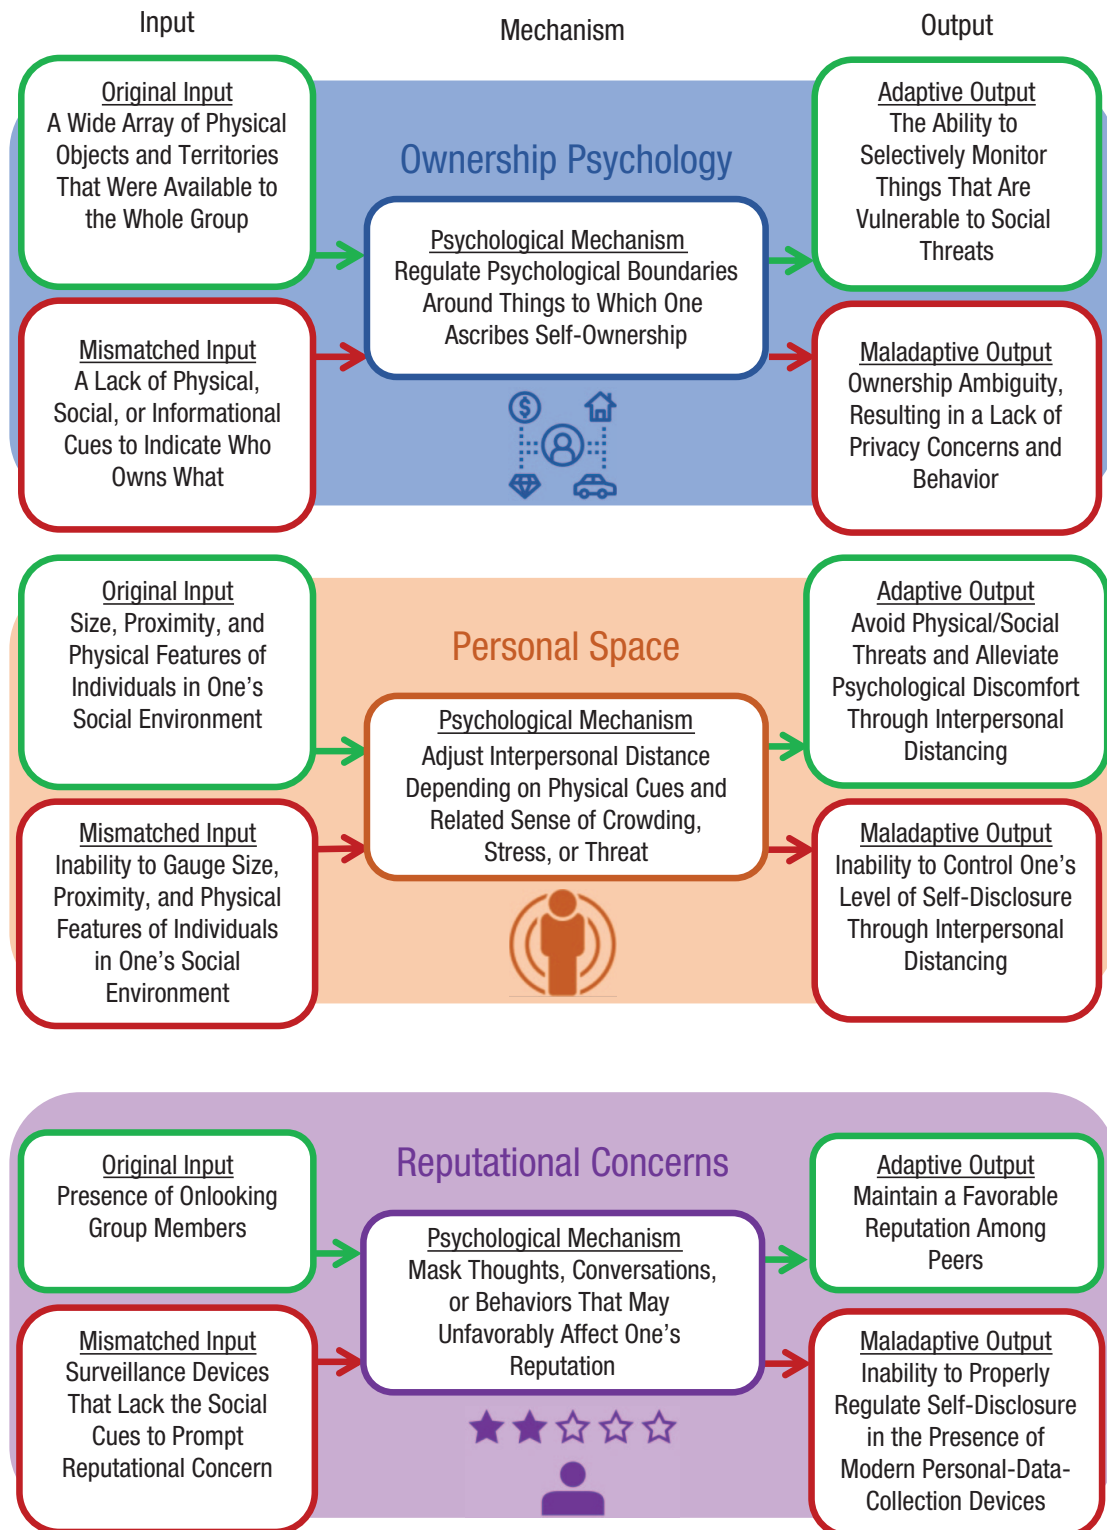 Input
Mechanism
Output
Original Input
A Wide Array of Physical
Objects and Territories
That Were Available to
the Whole Group
Mismatched Input
A Lack of Physical,
Social, or Informational
Cues to Indicate Who
Owns What
Ownership Psychology
Psychological Mechanism
Regulate Psychological Boundaries
Around Things to Which One
Ascribes Self-Ownership
$
Adaptive Output
The Ability to
Selectively Monitor
Things That Are
Vulnerable to Social
Threats
Maladaptive Output
Ownership Ambiguity,
Resulting in a Lack of
Privacy Concerns and
Behavior
Original Input
Size, Proximity, and
Physical Features of
Individuals in One’s
Social Environment
Mismatched Input
Inability to Gauge Size,
Proximity, and Physical
Features of Individuals
in One’s Social
Environment
Personal Space
Psychological Mechanism
Adjust Interpersonal Distance
Depending on Physical Cues and
Related Sense of Crowding,
Stress, or Threat
Adaptive Output
Avoid Physical/Social
Threats and Alleviate
Psychological Discomfort
Through Interpersonal
Distancing
Maladaptive Output
Inability to Control One’s
Level of Self-Disclosure
Through Interpersonal
Distancing
Original Input
Presence of Onlooking
Group Members
Mismatched Input
Surveillance Devices
That Lack the Social
Cues to Prompt
Reputational Concern
Reputational Concerns
Psychological Mechanism
Mask Thoughts, Conversations,
or Behaviors That May
Unfavorably Affect One’s
Reputation
Adaptive Output
Maintain a Favorable
Reputation Among
Peers
Maladaptive Output
Inability to Properly
Regulate Self-Disclosure
in the Presence of
Modern Personal-Data-
Collection Devices